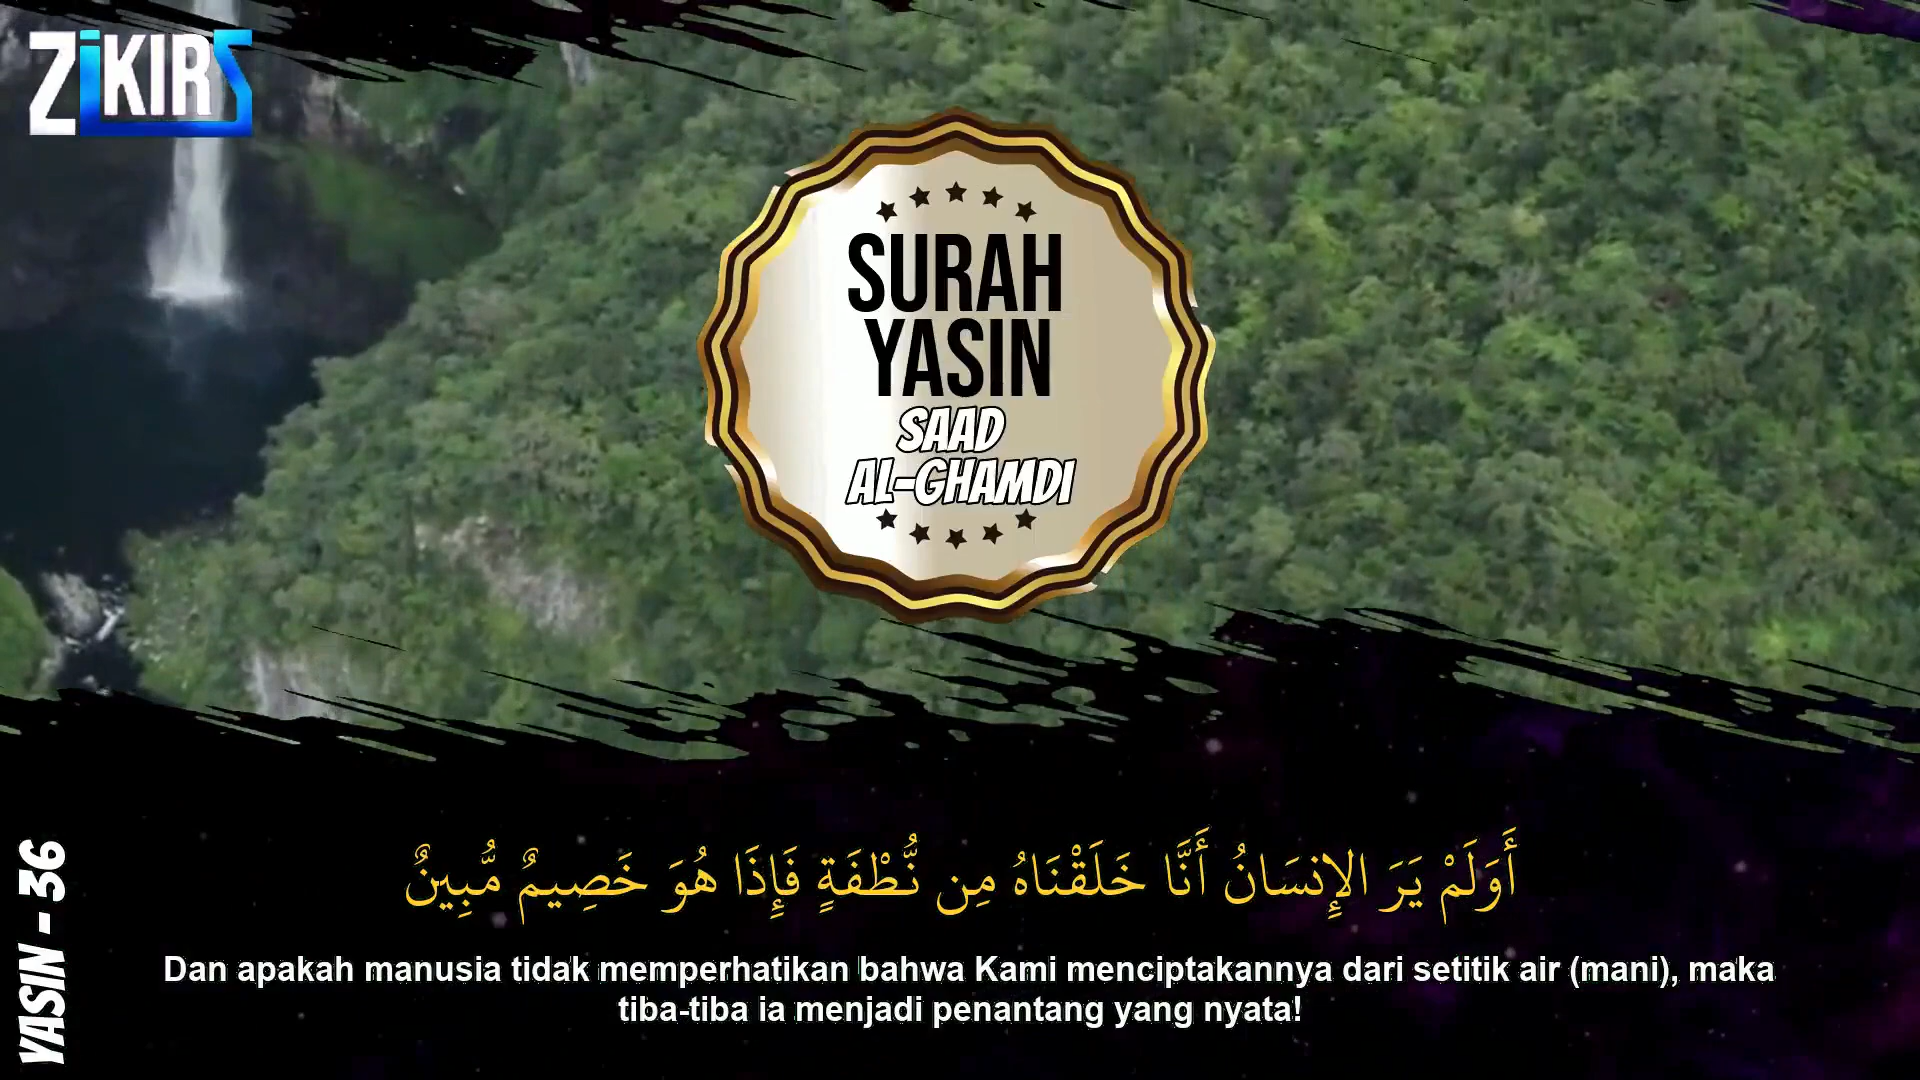 ZiKIRS
SURAH
YASIN
SAAD
AL-GHAMDI
أَوَلَمْ يَرَ الإِنسَانُ أَنَّا خَلَقْنَاهُ مِن نُّطْفَةٍ فَإِذَا هُوَ خَصِيمٌ مُّبِينٌ
Dan apakah manusia tidak memperhatikan bahwa Kami menciptakannya dari setitik air (mani), maka
tiba-tiba ia menjadi penantang yang nyata!
YASIN - 36